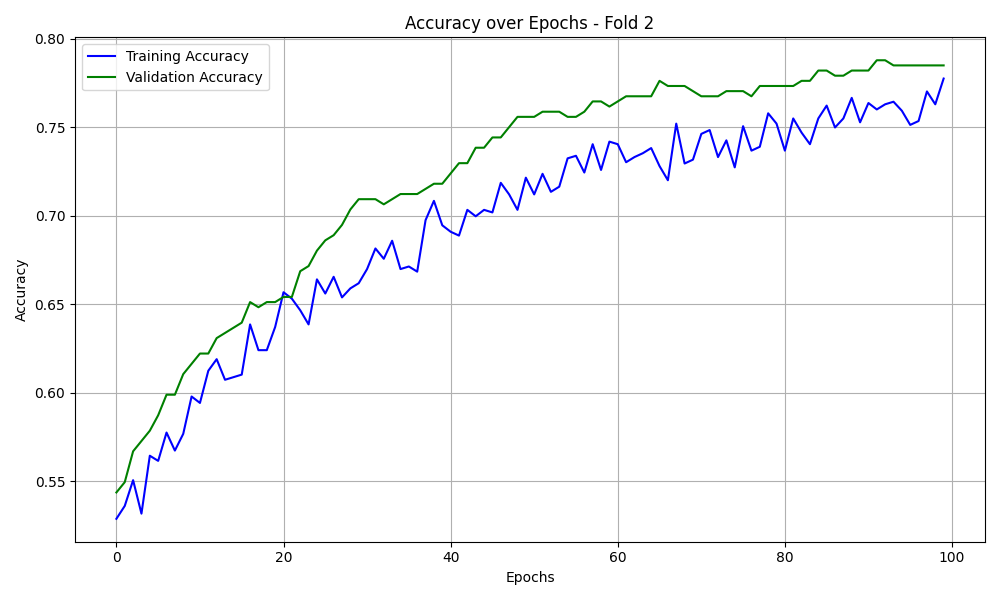 Accuracy over Epochs - Fold 2
Training Accuracy
Validation Accuracy
Accuracy
0.80
0.75
0.70
0.65
0.60
0.55
0 20 40 60 80 100
Epochs